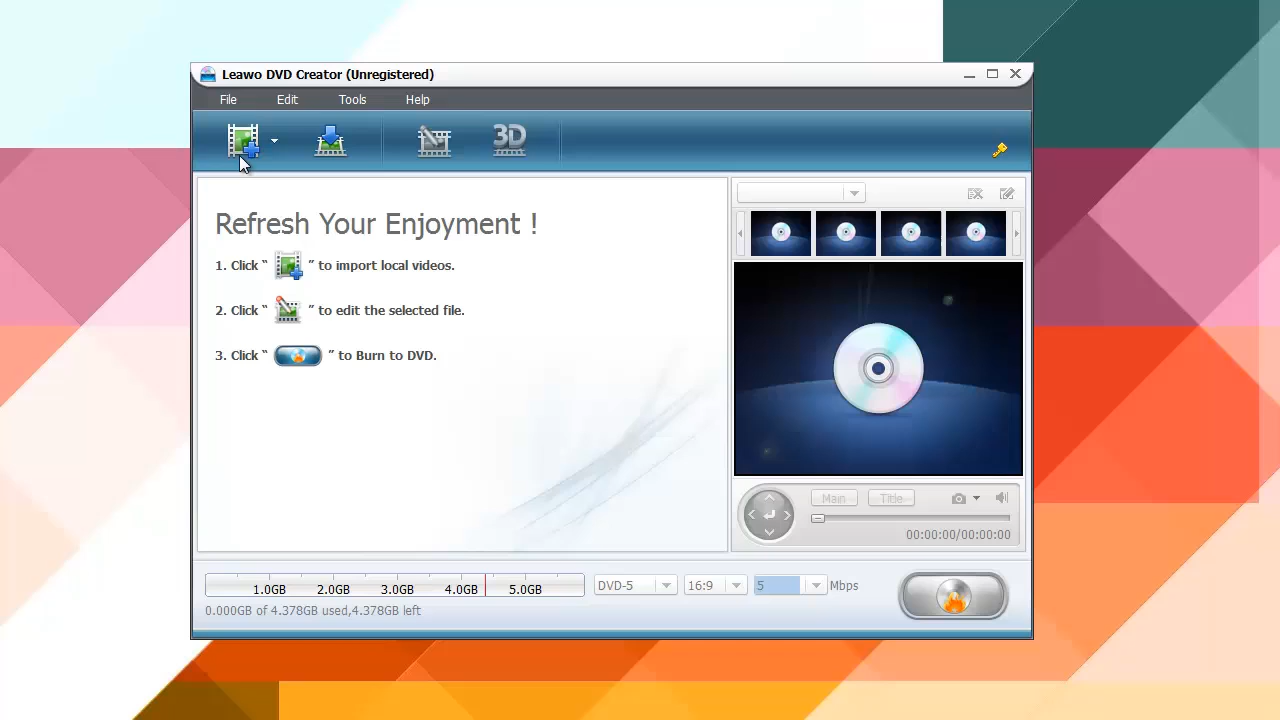 Leawo DVD Creator (Unregistered)
File Edit Tools Help
3D
Refresh Your Enjoyment !
1. Click “ ” to import local videos.
2. Click “ ” to edit the selected file.
3. Click “ ” to Burn to DVD.
Main Title
00:00:00/00:00:00
1.0GB 2.0GB 3.0GB 4.0GB 5.0GB
DVD-5 16:9 5 Mbps
0.000GB of 4.378GB used,4.378GB left